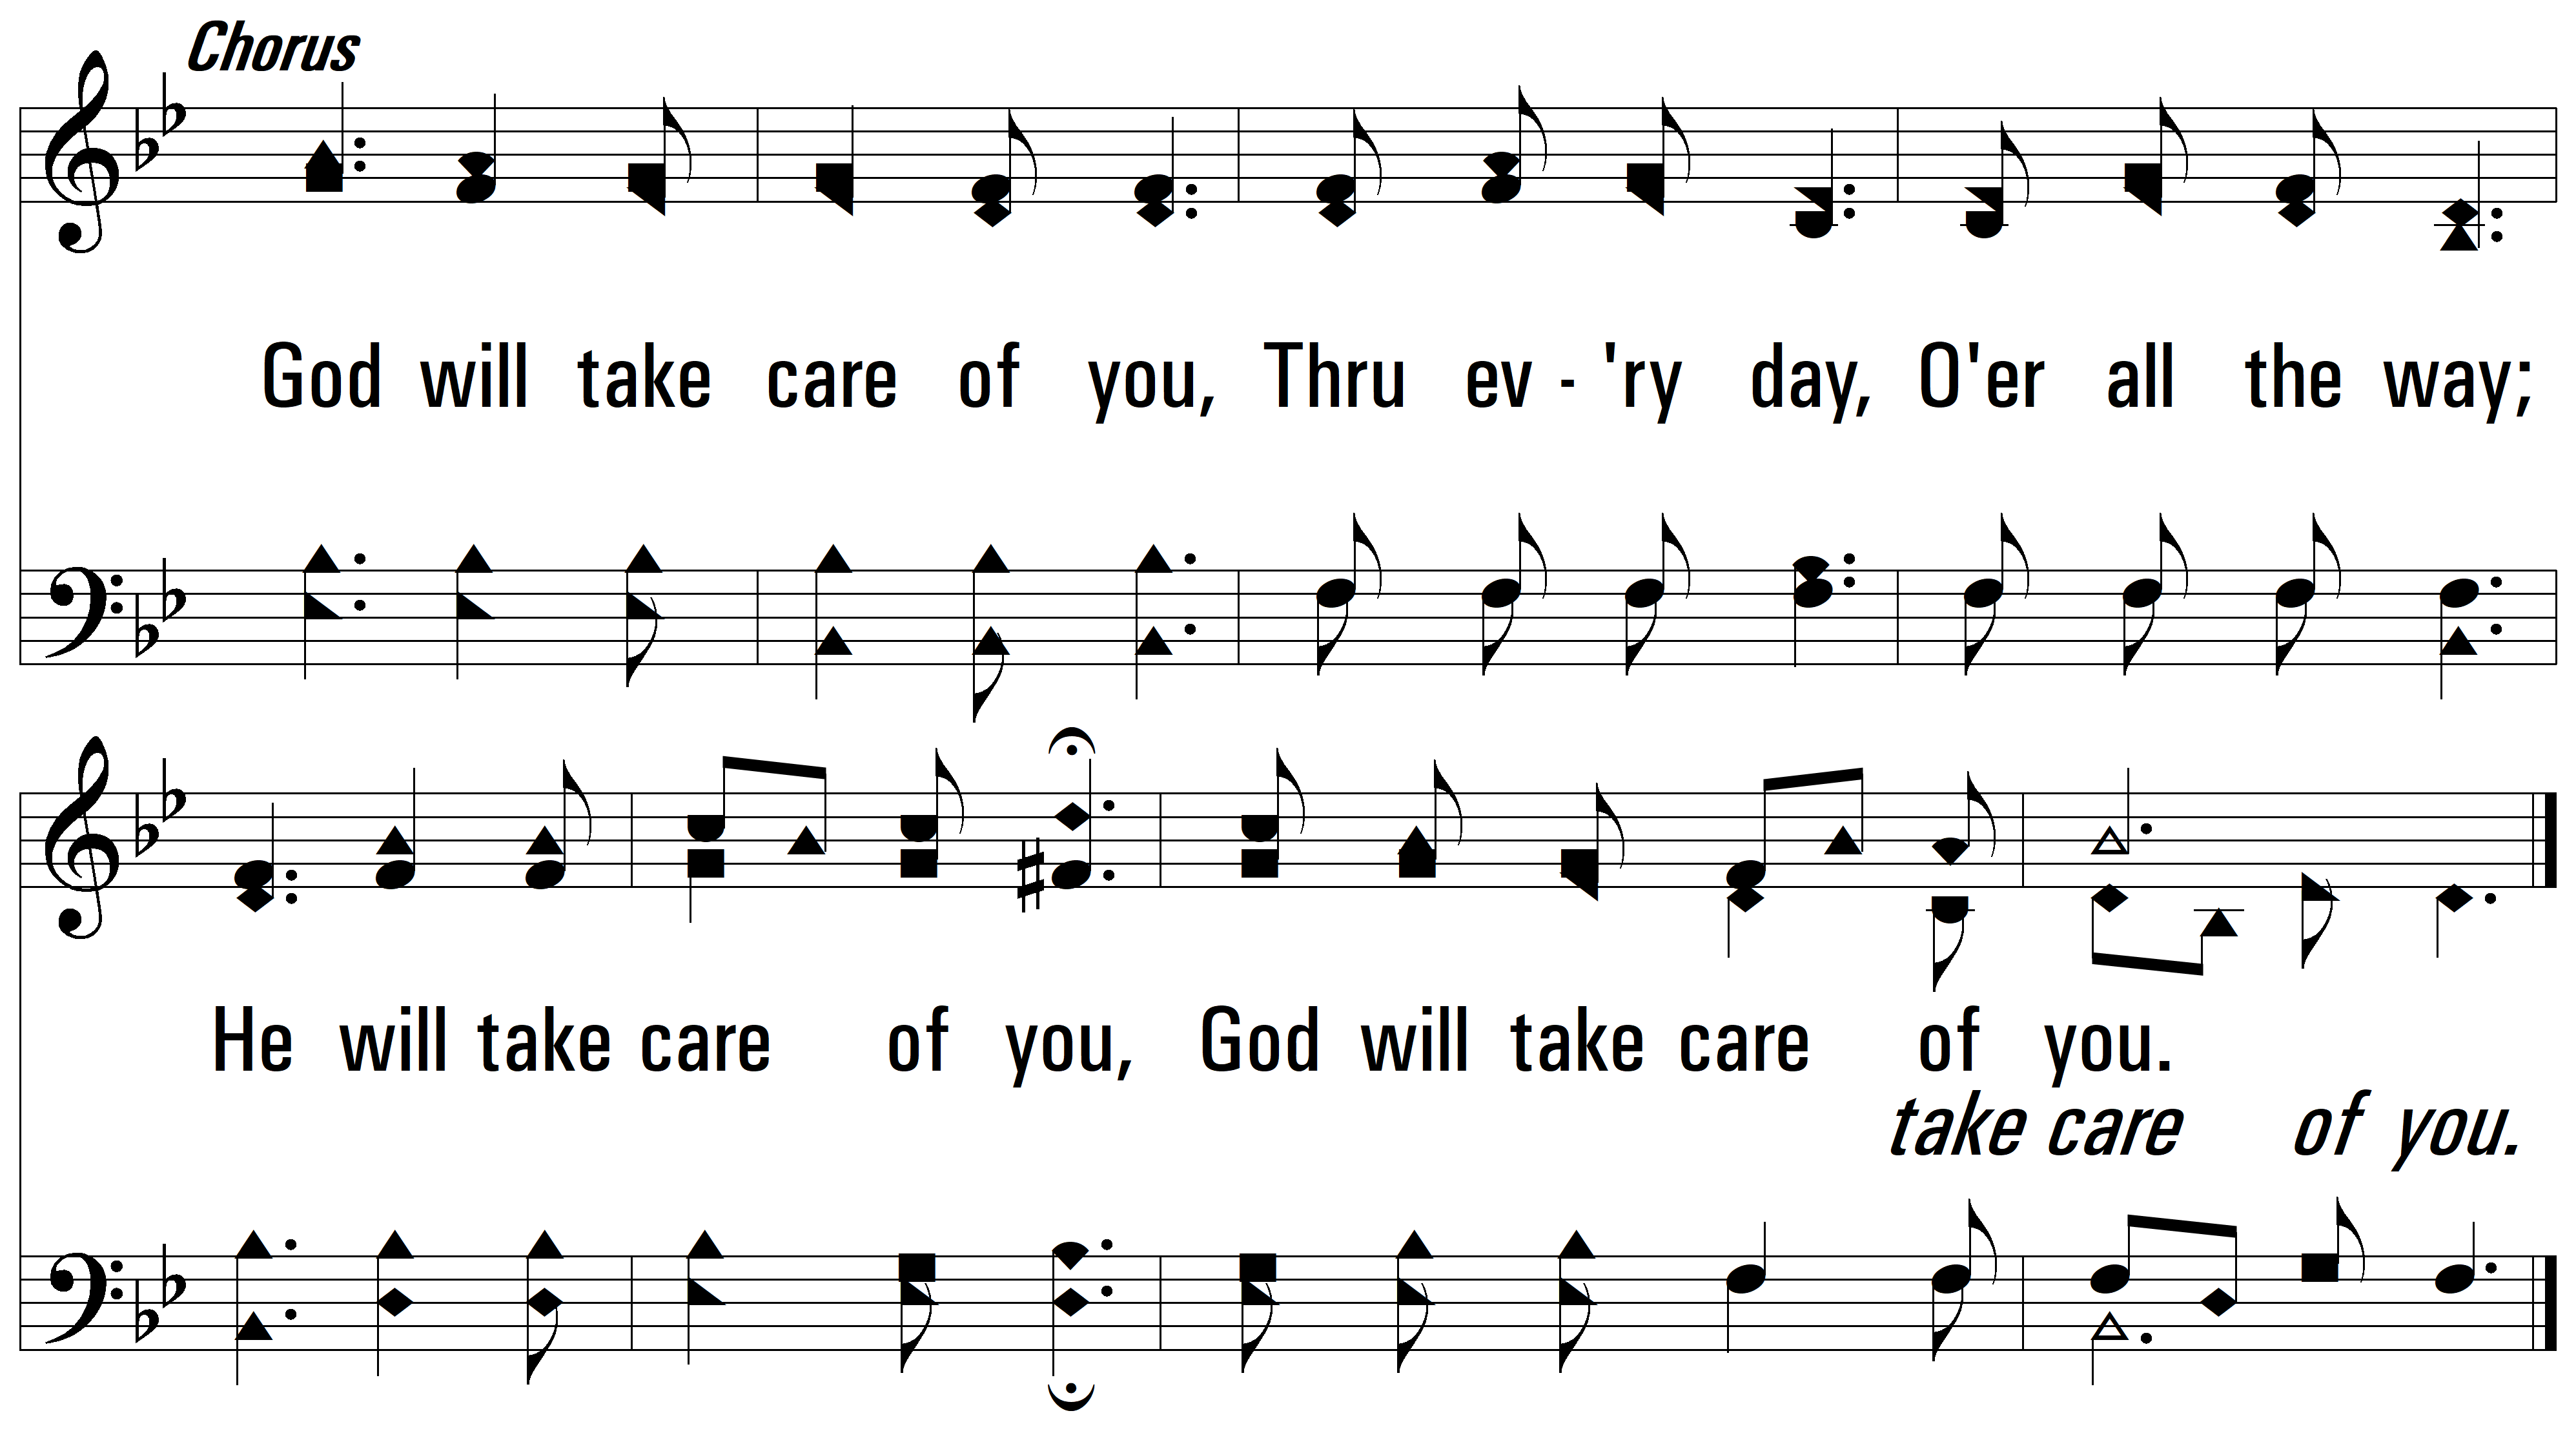 Chorus
God will take care of you, Thru ev - 'ry day, O'er all the way;
He will take care of you, God will take care of you.
take care of you.